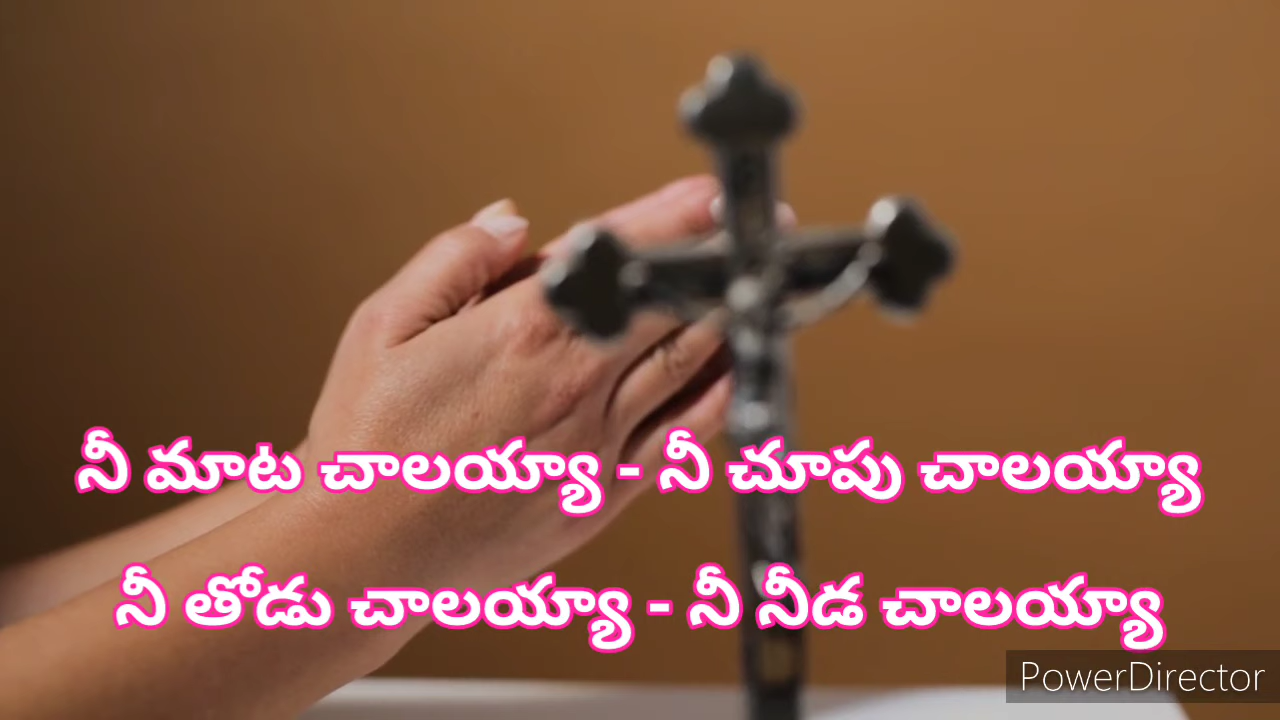 నీ మాట చాలయ్యా - నీ చూపు చాలయ్యా
నీ తోడు చాలయ్యా - నీ నీడ చాలయ్యా
PowerDirector